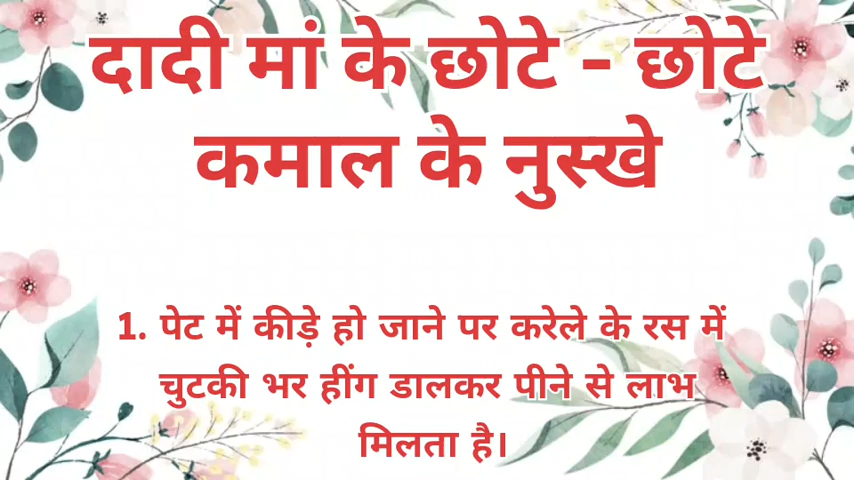 दादी मां के छोटे - छोटे
कमाल के नुस्खे
1. पेट में कीड़े हो जाने पर करेले के रस में
चुटकी भर हींग डालकर पीने से लाभ
मिलता है।